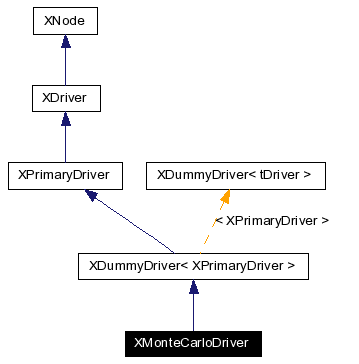 XNode
XDriver
XPrimaryDriver
XDummyDriver< tDriver >
< XPrimaryDriver >
XDummyDriver< XPrimaryDriver >
XMonteCarloDriver